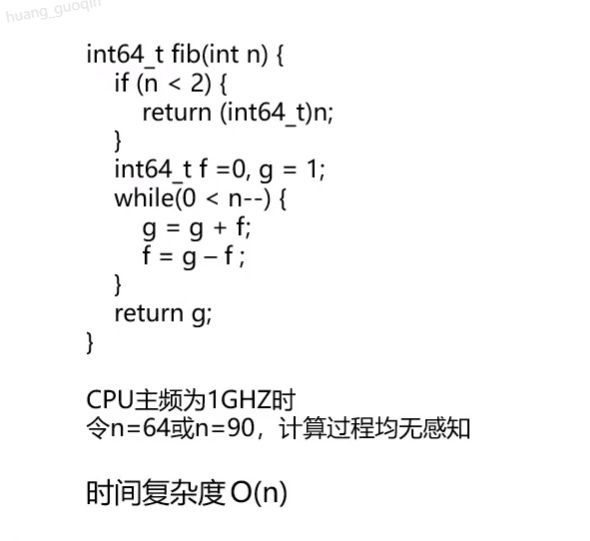 huang_guoqin
int64_t fib(int n) {
if (n < 2) {
return (int64_t)n;
}
int64_t f =0, g = 1;
while(0 < n--) {
g = g + f;
f = g – f ;
}
return g;
}
CPU主频为1GHZ时
令n=64或n=90，计算过程均无感知
时间复杂度O(n)